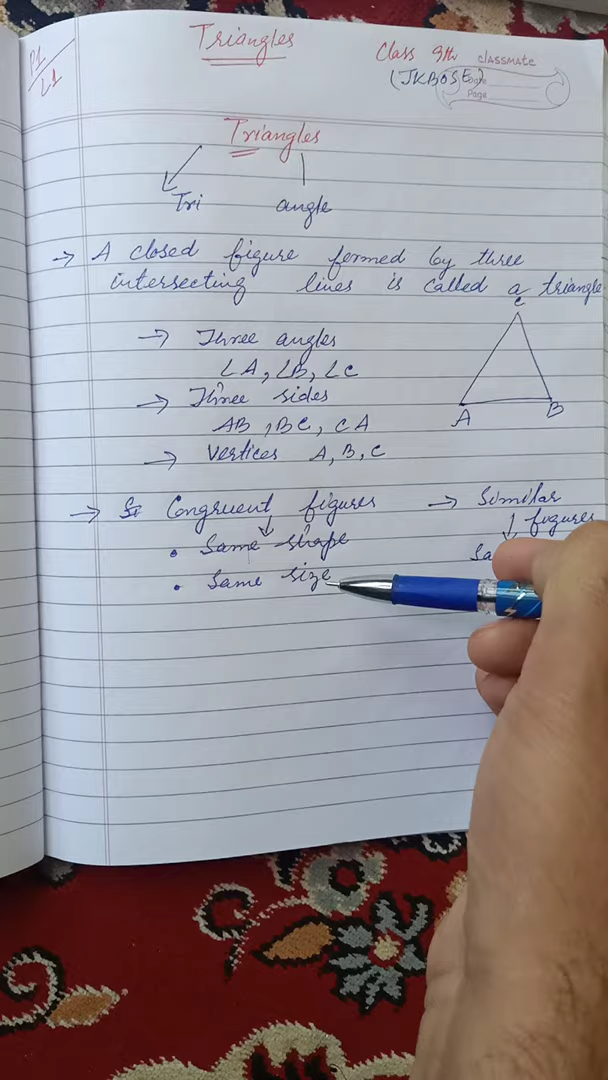 P1
L1
Triangles
Class 9th
classmate
(JKBOSE)
Page
Triangles
Tri angle
→ A closed figure formed by three
intersecting lines is called a triangle
C
→ Three angles
∠A, ∠B, ∠C
→ Three sides
AB, BC, CA
A B
→ Vertices A, B, C
→ Congruent figures → Similar
figures
• Same shape
• Same size